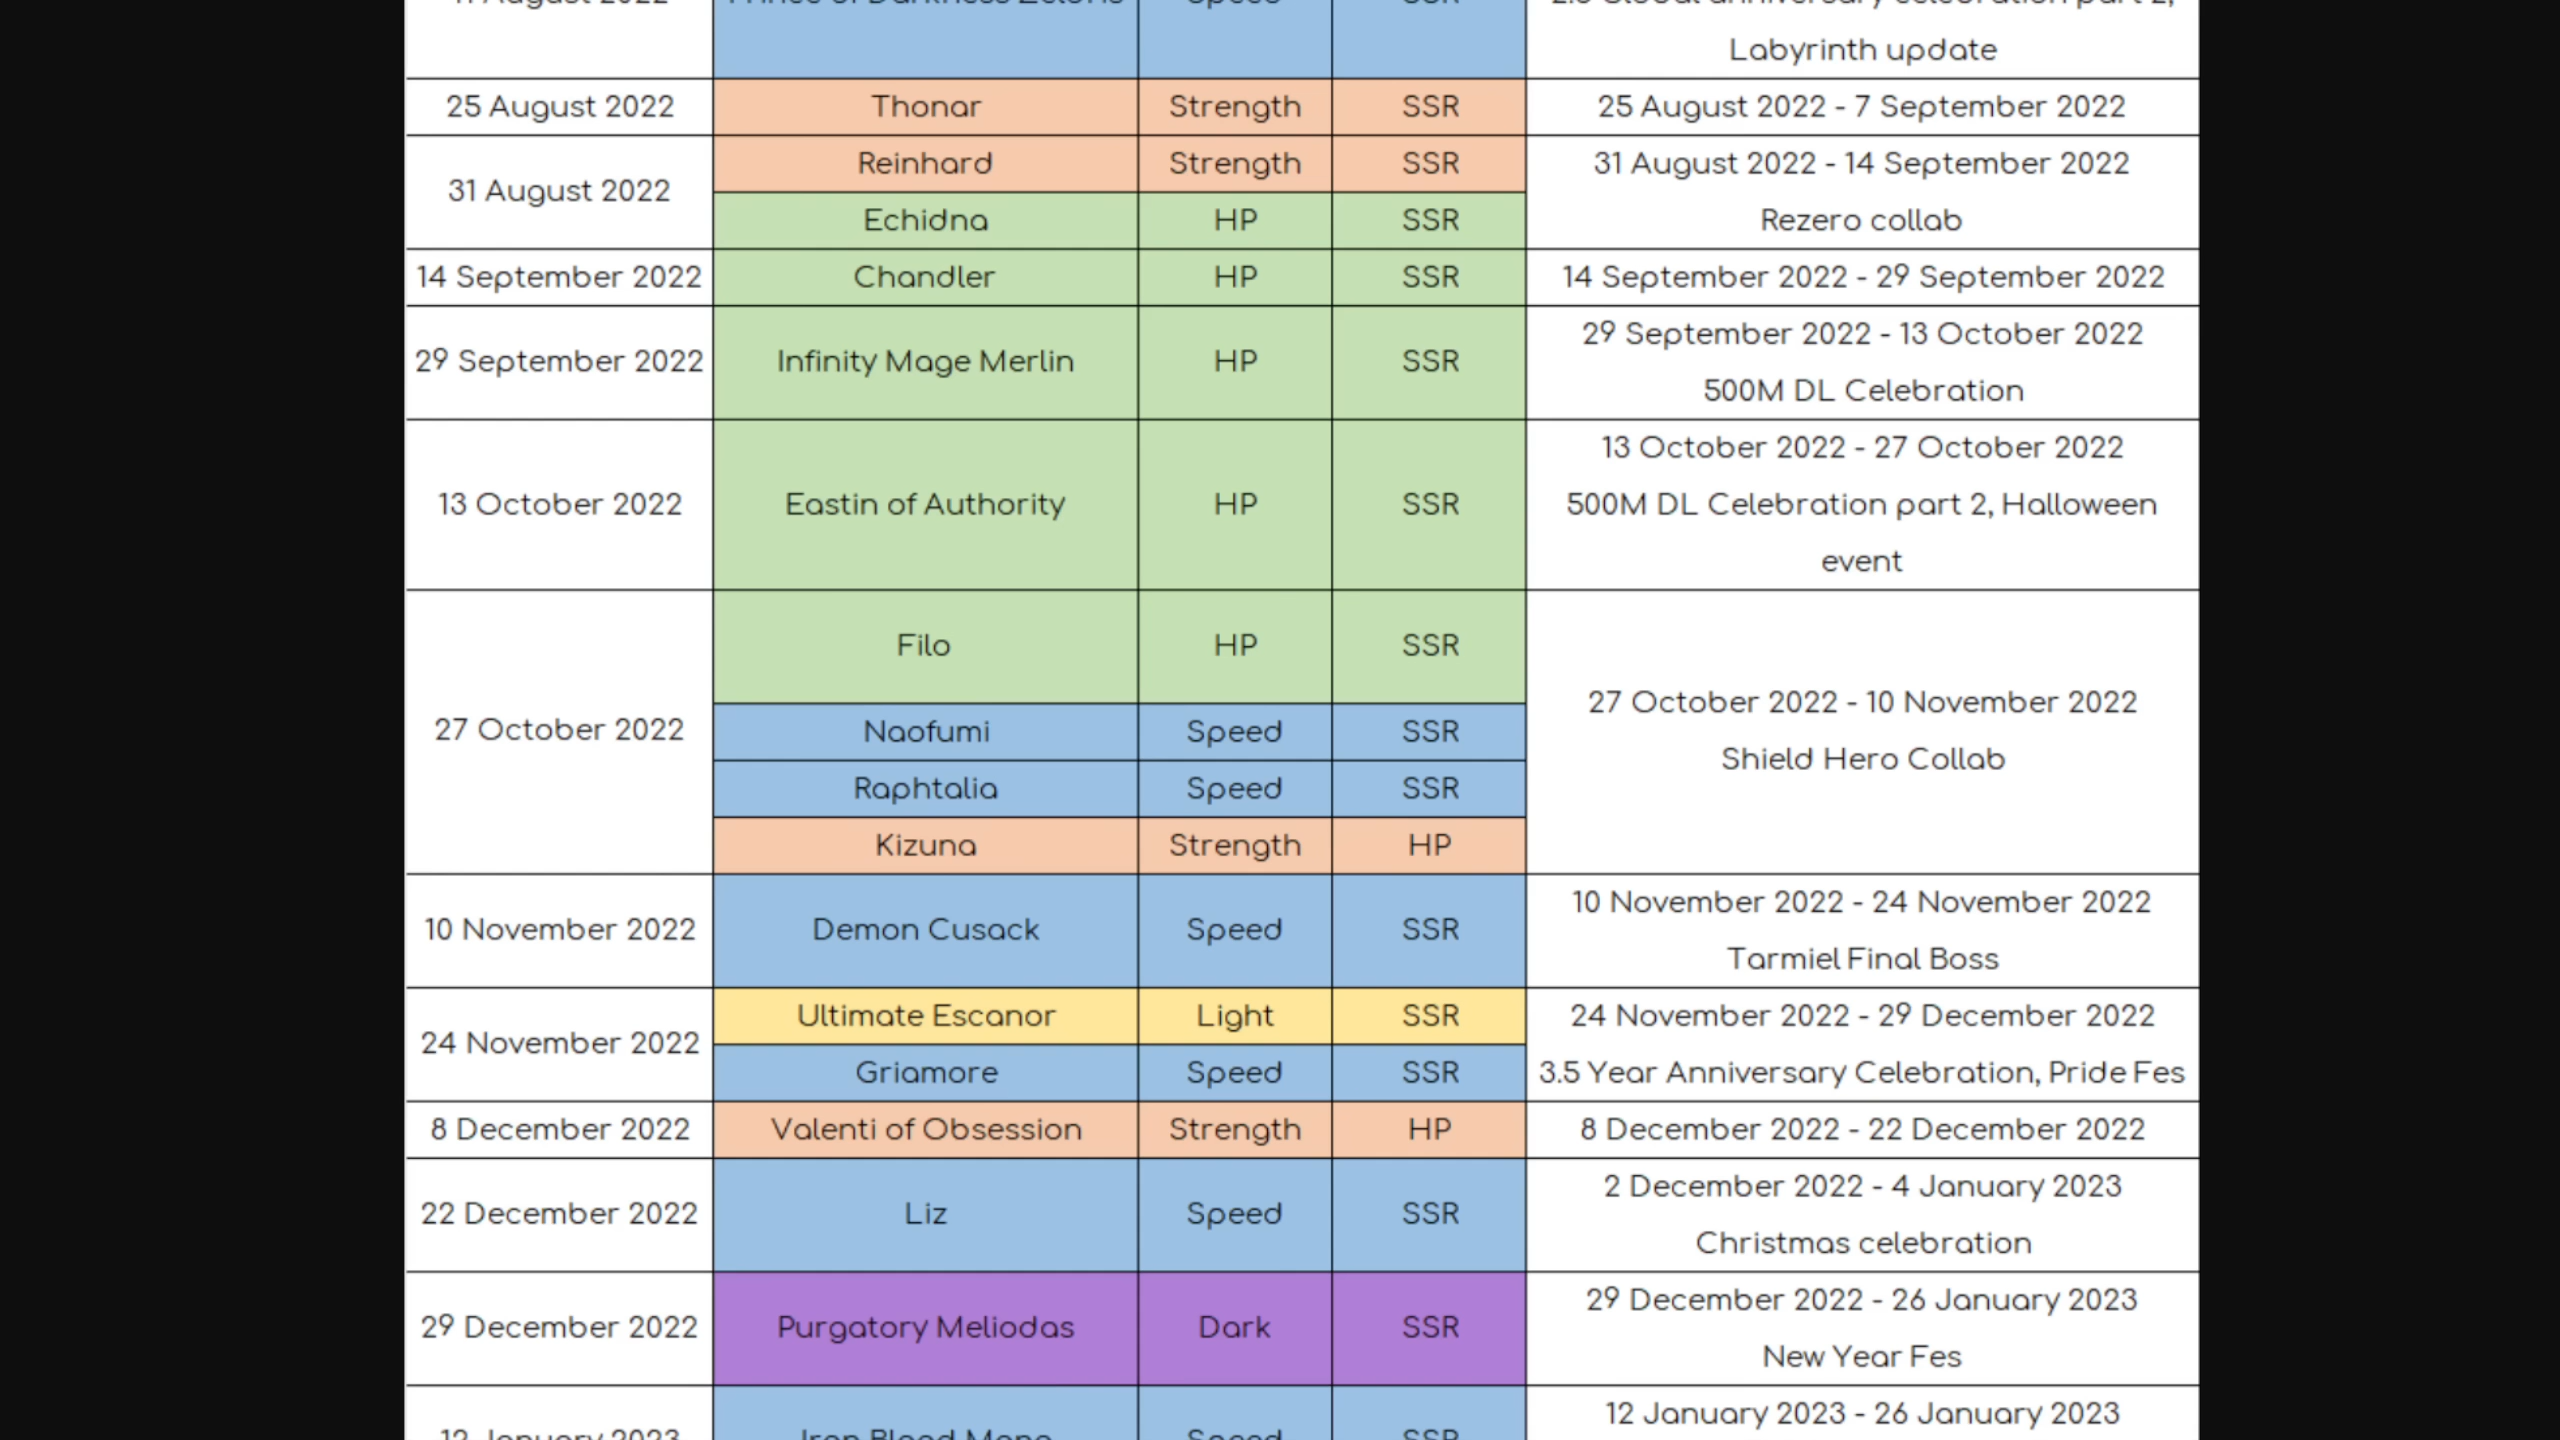 11 August 2022 Prince of Darkness Zeldris Speed SSR 2.5 Global anniversary celebration part 2,
Labyrinth update
25 August 2022 Thonar Strength SSR 25 August 2022 - 7 September 2022
31 August 2022
Reinhard Strength SSR
Echidna HP SSR
31 August 2022 - 14 September 2022
Rezero collab
14 September 2022 Chandler HP SSR 14 September 2022 - 29 September 2022
29 September 2022 Infinity Mage Merlin HP SSR
29 September 2022 - 13 October 2022
500M DL Celebration
13 October 2022 Eastin of Authority HP SSR
13 October 2022 - 27 October 2022
500M DL Celebration part 2, Halloween
event
27 October 2022
Filo HP SSR
Naofumi Speed SSR
Raphtalia Speed SSR
Kizuna Strength HP
27 October 2022 - 10 November 2022
Shield Hero Collab
10 November 2022 Demon Cusack Speed SSR
10 November 2022 - 24 November 2022
Tarmiel Final Boss
24 November 2022
Ultimate Escanor Light SSR
Griamore Speed SSR
24 November 2022 - 29 December 2022
3.5 Year Anniversary Celebration, Pride Fes
8 December 2022 Valenti of Obsession Strength HP 8 December 2022 - 22 December 2022
22 December 2022 Liz Speed SSR
2 December 2022 - 4 January 2023
Christmas celebration
29 December 2022 Purgatory Meliodas Dark SSR
29 December 2022 - 26 January 2023
New Year Fes
12 January 2023 - 26 January 2023
12 January 2023 Iron Blood Mono Speed SSR